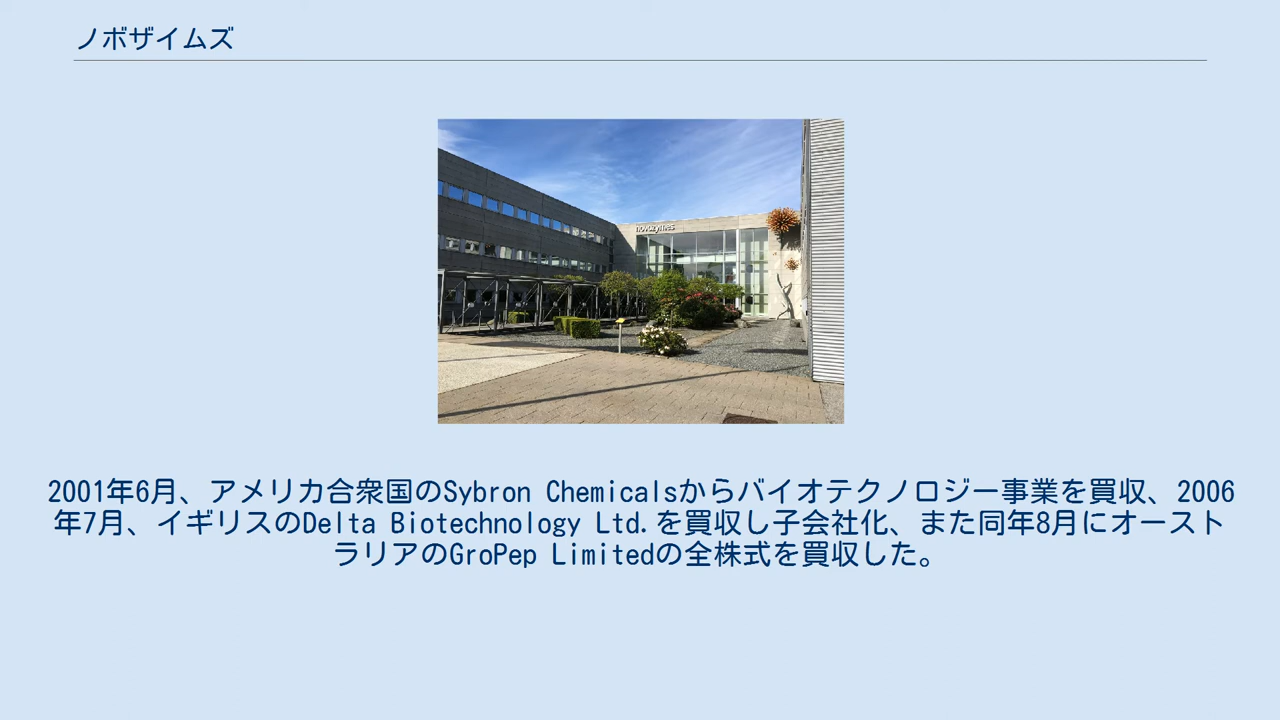 ノボザイムズ
novozymes
2001年6月、アメリカ合衆国のSybron Chemicalsからバイオテクノロジー事業を買収、2006
年7月、イギリスのDelta Biotechnology Ltd.を買収し子会社化、また同年8月にオースト
ラリアのGroPep Limitedの全株式を買収した。